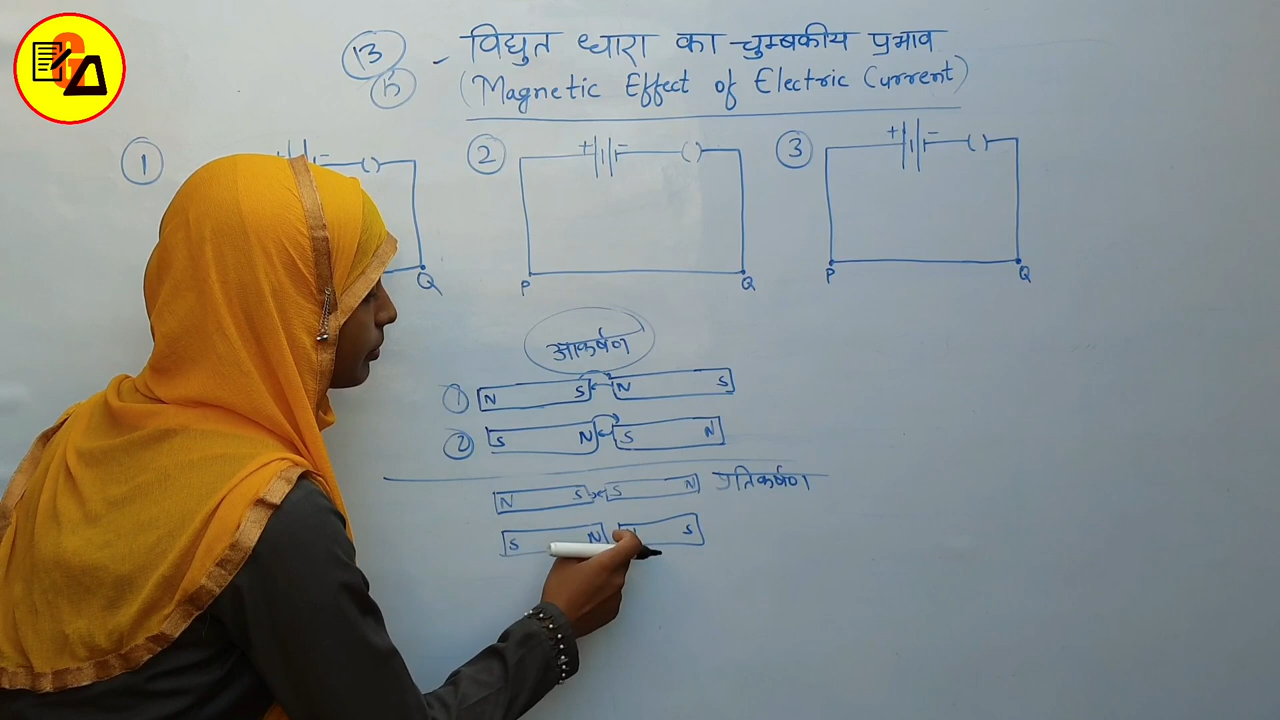 13 - विद्युत धारा का चुम्बकीय प्रभाव
(Magnetic Effect of Electric Current)
1 + - ( ) 2 + - ( ) 3 + - ( )
Q P Q P Q
आकर्षण
1 N S N S
2 S N S N
N S S N प्रतिकर्षण
S N S